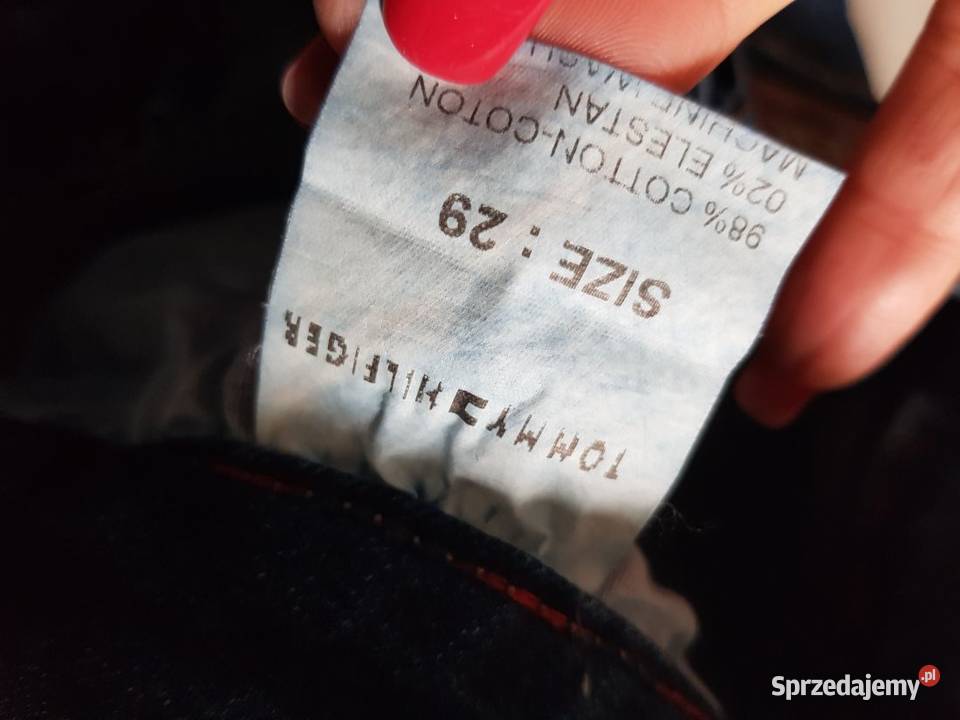 TOMMY HILFIGER
SIZE : 29
98% COTTON-COTON
02% ELESTAN
MACHINE WASH
Sprzedajemy.pl